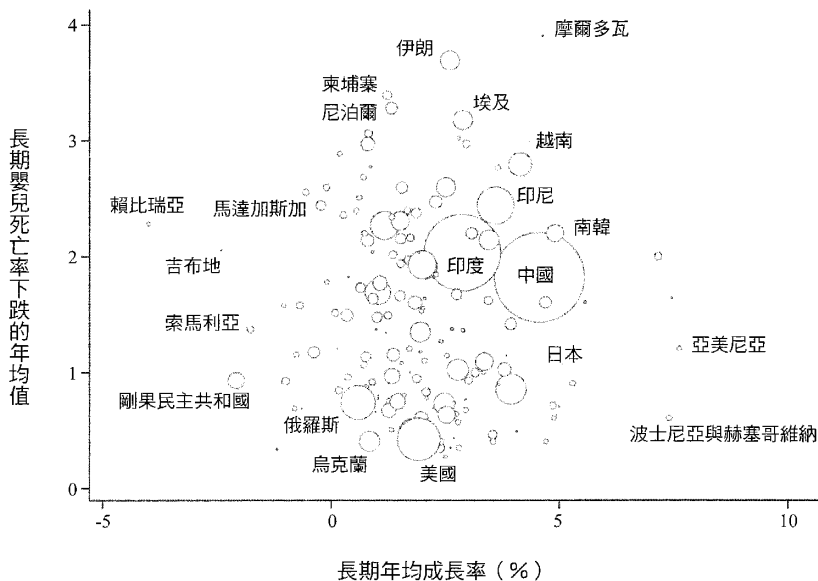 長期嬰兒死亡率下跌的年均值
4
3
2
1
0
摩爾多瓦
伊朗
柬埔寨
尼泊爾
埃及
越南
賴比瑞亞
馬達加斯加
印尼
南韓
吉布地
印度
中國
索馬利亞
日本
亞美尼亞
剛果民主共和國
俄羅斯
波士尼亞與赫塞哥維納
烏克蘭
美國
-5
0
5
10
長期年均成長率（%）